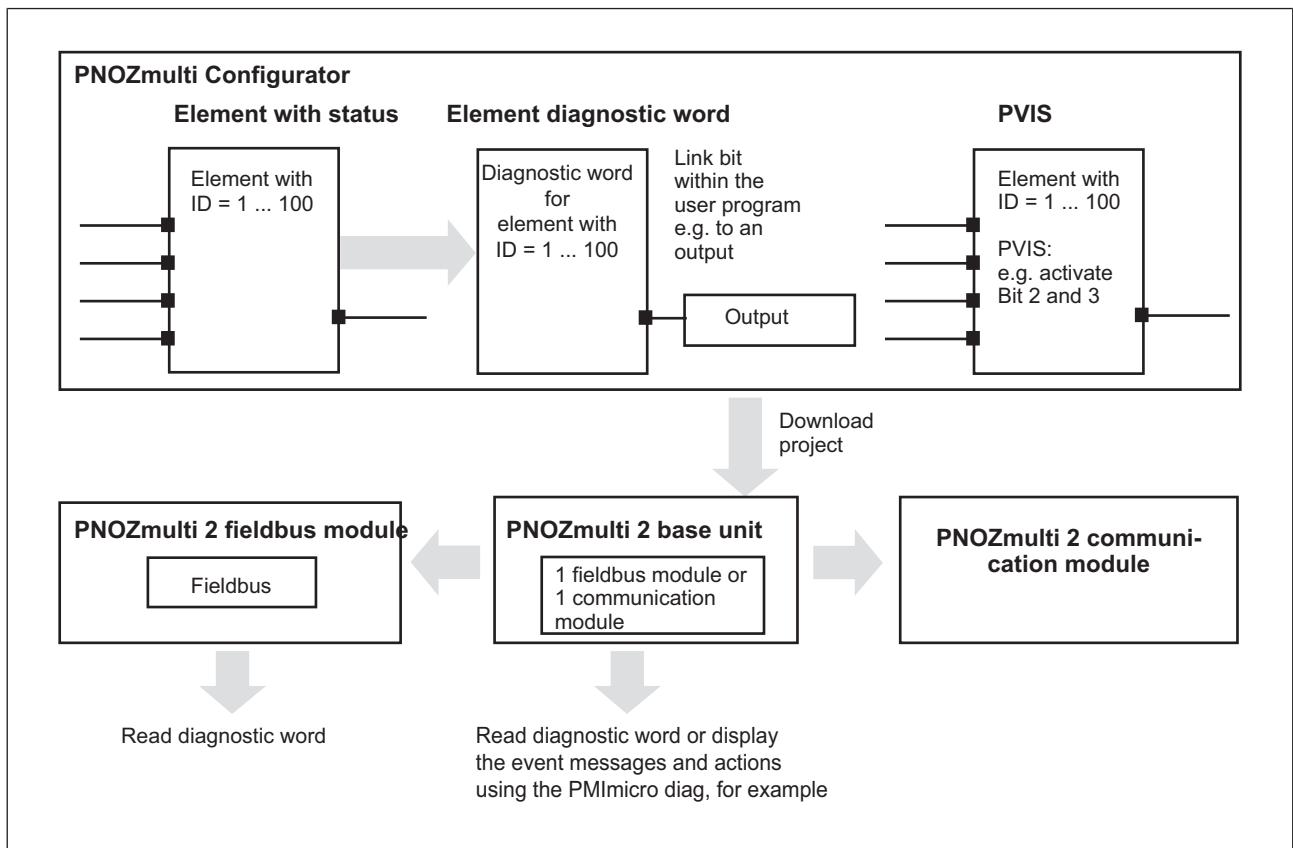 PNOZmulti Configurator
Element with status
Element with
ID = 1 ... 100
Element diagnostic word
Diagnostic word
for
element with
ID = 1 ... 100
Link bit
within the
user program
e.g. to an
output
Output
PVIS
Element with
ID = 1 ... 100
PVIS:
e.g. activate
Bit 2 and 3
Download
project
PNOZmulti 2 fieldbus module
Fieldbus
PNOZmulti 2 base unit
1 fieldbus module or
1 communication
module
PNOZmulti 2 communi-
cation module
Read diagnostic word
Read diagnostic word or display
the event messages and actions
using the PMImicro diag, for example